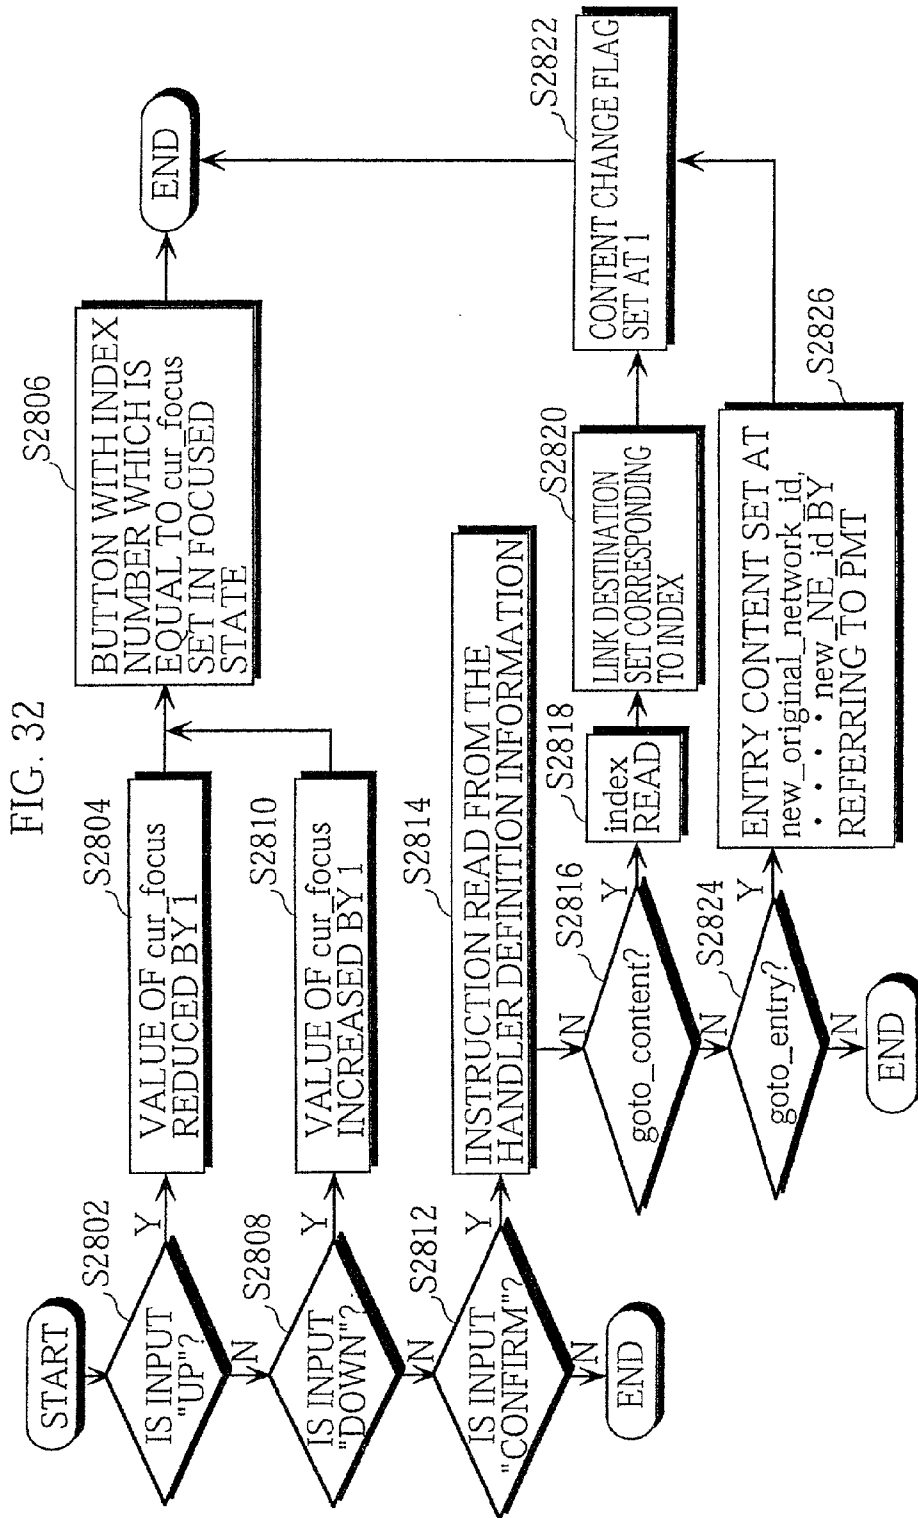 FIG. 32
START
IS INPUT
"UP"?
S2802
Y
N
VALUE OF cur_focus
REDUCED BY 1
S2804
BUTTON WITH INDEX
NUMBER WHICH IS
EQUAL TO cur_focus
SET IN FOCUSED
STATE
S2806
END
IS INPUT
"DOWN"?
S2808
Y
N
VALUE OF cur_focus
INCREASED BY 1
S2810
IS INPUT
"CONFIRM"?
S2812
Y
N
END
INSTRUCTION READ FROM THE
HANDLER DEFINITION INFORMATION
S2814
N
goto_content?
S2816
Y
N
index
READ
S2818
LINK DESTINATION
SET CORRESPONDING
TO INDEX
S2820
CONTENT CHANGE FLAG
SET AT 1
S2822
goto_entry?
S2824
Y
N
END
ENTRY CONTENT SET AT
new_original_network_id,
・・・・new_NE_id BY
REFERRING TO PMT
S2826